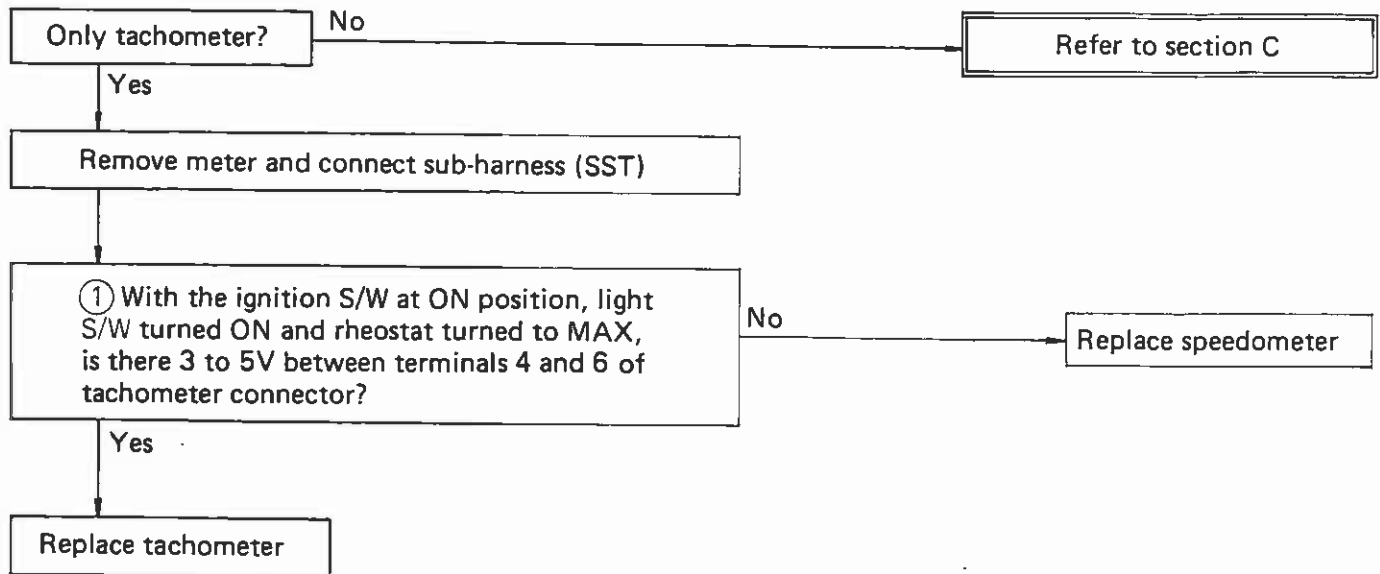 Only tachometer?
No
Refer to section C
Yes
Remove meter and connect sub-harness (SST)
① With the ignition S/W at ON position, light
S/W turned ON and rheostat turned to MAX,
is there 3 to 5V between terminals 4 and 6 of
tachometer connector?
No
Replace speedometer
Yes
Replace tachometer